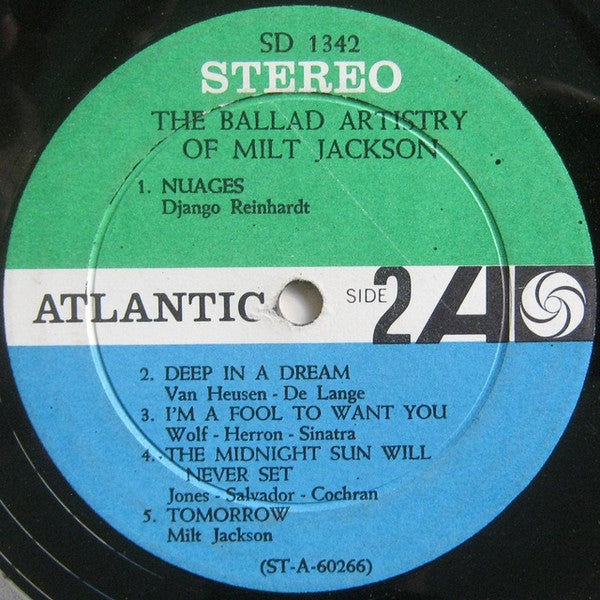 SD 1342
STEREO
THE BALLAD ARTISTRY
OF MILT JACKSON
1. NUAGES
Django Reinhardt
ATLANTIC SIDE 2 A
2. DEEP IN A DREAM
Van Heusen - De Lange
3. I'M A FOOL TO WANT YOU
Wolf - Herron - Sinatra
4. THE MIDNIGHT SUN WILL
NEVER SET
Jones - Salvador - Cochran
5. TOMORROW
Milt Jackson
(ST-A-60266)